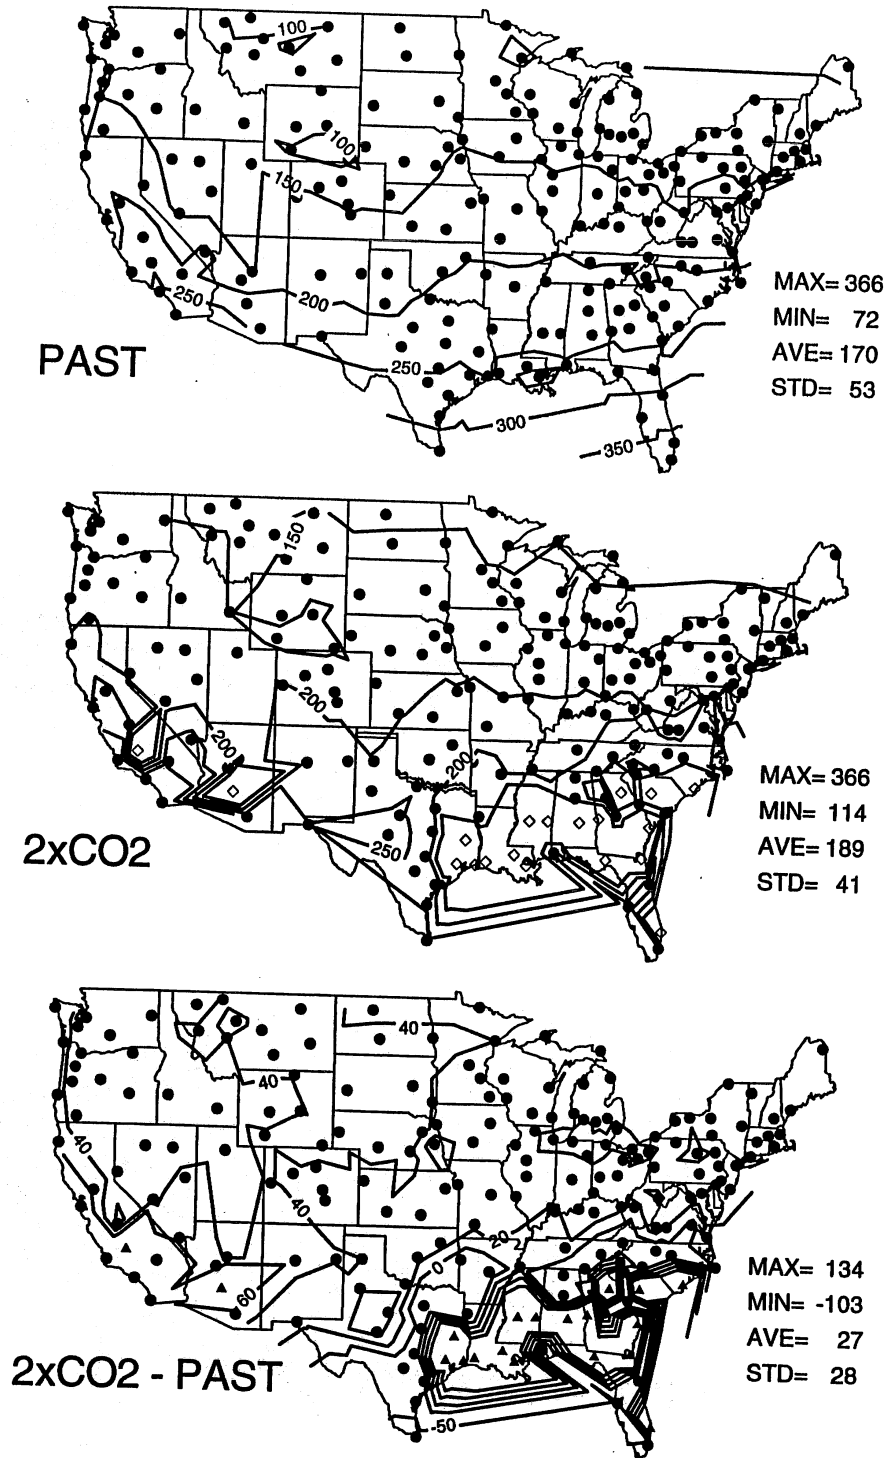 100
100
150
250
200
MAX= 366
MIN= 72
AVE= 170
STD= 53
PAST
250
300
350
150
200
200
200
MAX= 366
MIN= 114
AVE= 189
STD= 41
2xCO2
250
40
40
40
40
20
0
60
MAX= 134
MIN= -103
AVE= 27
STD= 28
2xCO2 - PAST
-50